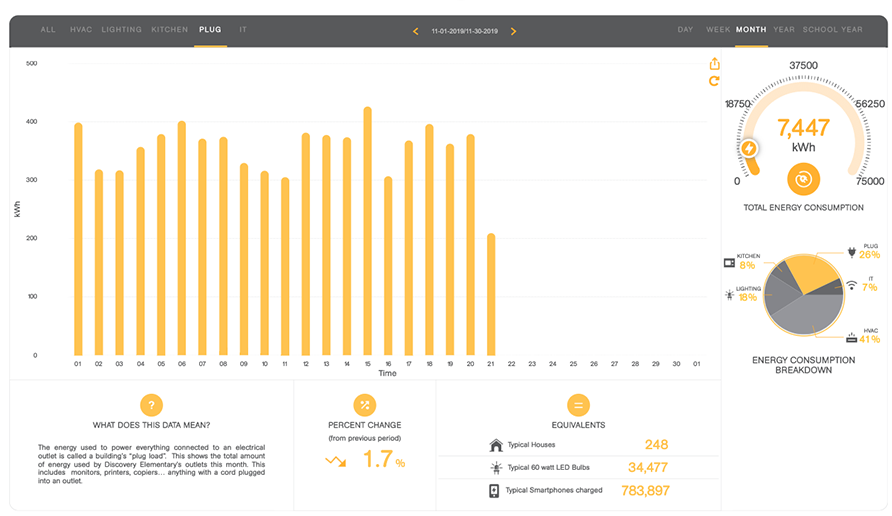 ALL HVAC LIGHTING KITCHEN PLUG IT
11-01-2019/11-30-2019
DAY WEEK MONTH YEAR SCHOOL YEAR
500
400
300
200
100
0
kWh
01 02 03 04 05 06 07 08 09 10 11 12 13 14 15 16 17 18 19 20 21 22 23 24 25 26 27 28 29 30 01
Time
37500
18750
56250
7,447
kWh
0
75000
TOTAL ENERGY CONSUMPTION
PLUG
26%
KITCHEN
8%
IT
7%
LIGHTING
18%
HVAC
41%
ENERGY CONSUMPTION
BREAKDOWN
?
WHAT DOES THIS DATA MEAN?
The energy used to power everything connected to an electrical
outlet is called a building's "plug load". This shows the total amount
of energy used by Discovery Elementary's outlets this month. This
includes monitors, printers, copiers... anything with a cord plugged
into an outlet.
%
PERCENT CHANGE
(from previous period)
1.7 %
=
EQUIVALENTS
Typical Houses 248
Typical 60 watt LED Bulbs 34,477
Typical Smartphones charged 783,897